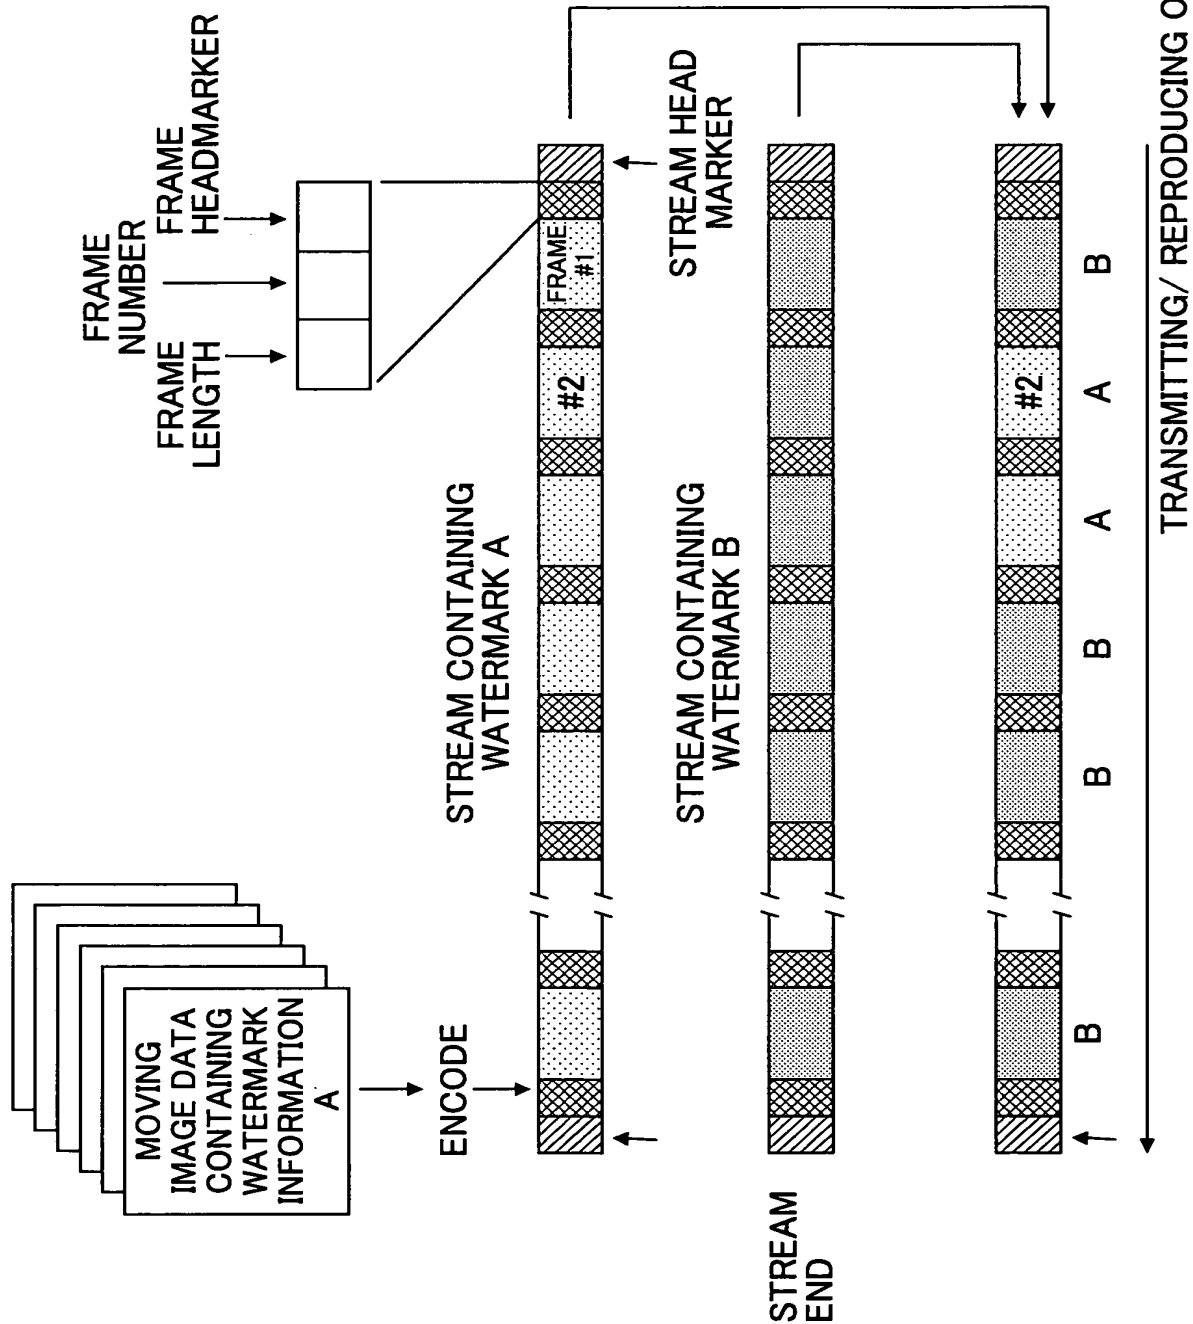 FRAME
NUMBER
FRAME
LENGTH
FRAME
HEADMARKER
MOVING
IMAGE DATA
CONTAINING
WATERMARK
INFORMATION
A
ENCODE
STREAM CONTAINING
WATERMARK A
#2
FRAME
#1
STREAM HEAD
MARKER
STREAM CONTAINING
WATERMARK B
STREAM
END
#2
B
B
B
A
A
B
TRANSMITTING/ REPRODUCING O